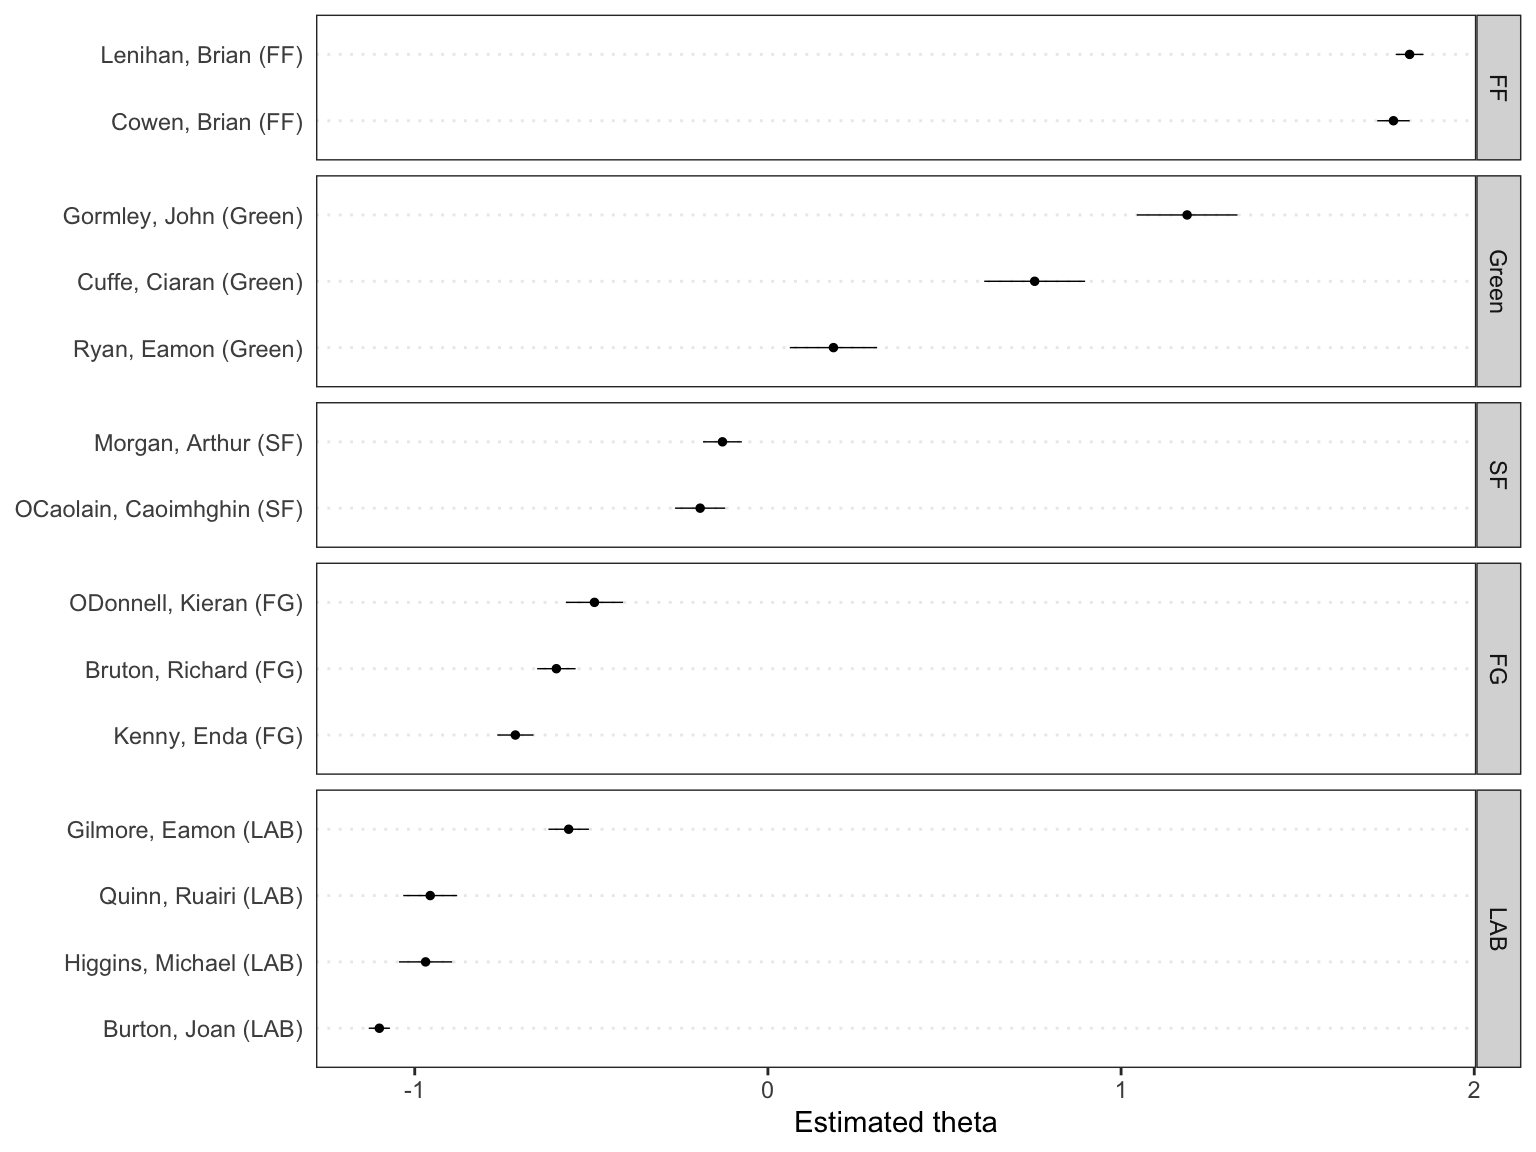 Lenihan, Brian (FF)
Cowen, Brian (FF)
FF
Gormley, John (Green)
Cuffe, Ciaran (Green)
Ryan, Eamon (Green)
Green
Morgan, Arthur (SF)
OCaolain, Caoimhghin (SF)
SF
ODonnell, Kieran (FG)
Bruton, Richard (FG)
Kenny, Enda (FG)
FG
Gilmore, Eamon (LAB)
Quinn, Ruairi (LAB)
Higgins, Michael (LAB)
Burton, Joan (LAB)
LAB
-1 0 1 2
Estimated theta